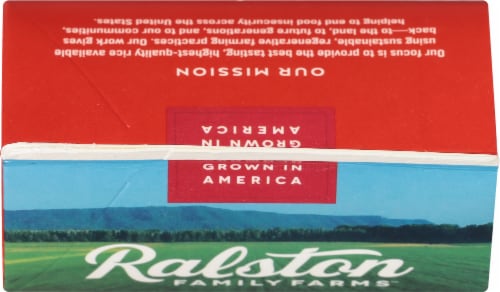 OUR MISSION
Our focus is to provide the best tasting, highest-quality rice available
using sustainable, regenerative farming practices. Our work gives
back—to the land, to future generations, and to our communities,
helping to end food insecurity across the United States.
GROWN IN
AMERICA
GROWN IN
AMERICA
Ralston
FAMILY FARMS™